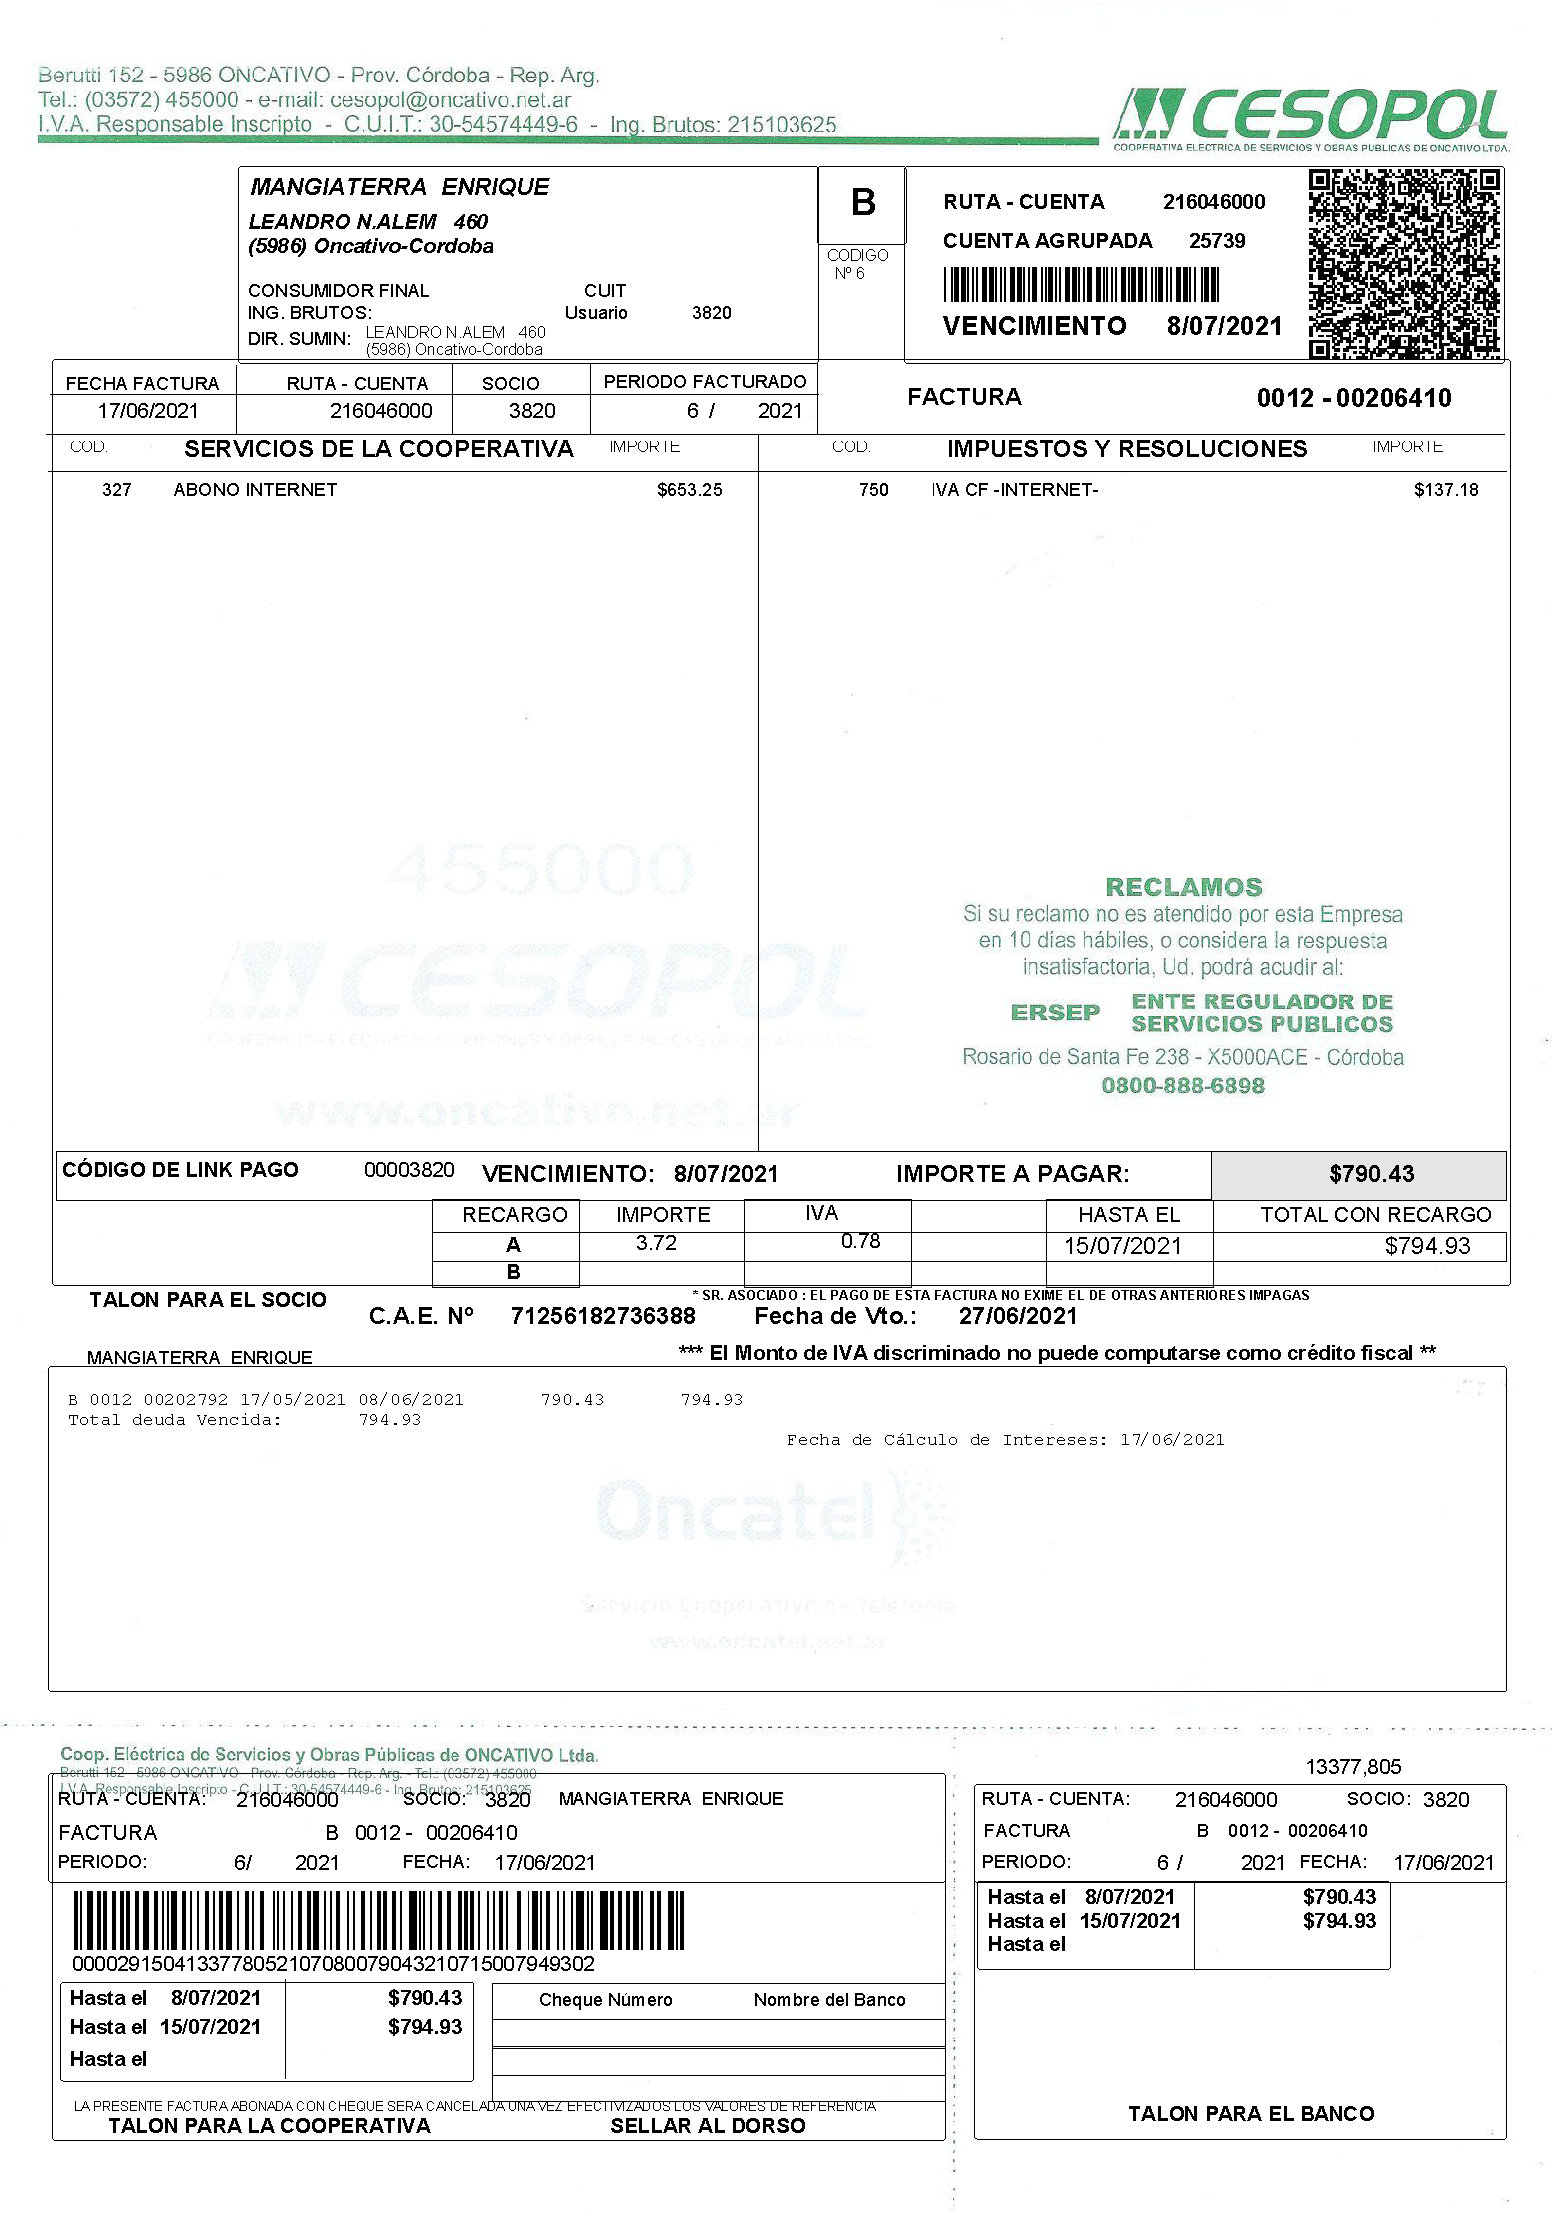 Berutti 152 - 5986 ONCATIVO - Prov. Córdoba - Rep. Arg.
Tel.: (03572) 455000 - e-mail: cesopol@oncativo.net.ar
I.V.A. Responsable Inscripto - C.U.I.T.: 30-54574449-6 - Ing. Brutos: 215103625
CESOPOL
COOPERATIVA ELECTRICA DE SERVICIOS Y OBRAS PUBLICAS DE ONCATIVO LTDA.
MANGIATERRA ENRIQUE
LEANDRO N.ALEM 460
(5986) Oncativo-Cordoba
CONSUMIDOR FINAL CUIT
ING. BRUTOS: Usuario 3820
DIR. SUMIN: LEANDRO N.ALEM 460
(5986) Oncativo-Cordoba
B
CODIGO
Nº 6
RUTA - CUENTA 216046000
CUENTA AGRUPADA 25739
VENCIMIENTO 8/07/2021
FECHA FACTURA RUTA - CUENTA SOCIO PERIODO FACTURADO
17/06/2021 216046000 3820 6 / 2021
FACTURA 0012 - 00206410
COD. SERVICIOS DE LA COOPERATIVA IMPORTE COD. IMPUESTOS Y RESOLUCIONES IMPORTE
327 ABONO INTERNET $653.25 750 IVA CF -INTERNET- $137.18
455000
CESOPOL
COOPERATIVA ELECTRICA DE SERVICIOS Y OBRAS PUBLICAS DE ONCATIVO LTDA.
www.oncativo.net.ar
RECLAMOS
Si su reclamo no es atendido por esta Empresa
en 10 días hábiles, o considera la respuesta
insatisfactoria, Ud. podrá acudir al:
ERSEP ENTE REGULADOR DE
SERVICIOS PUBLICOS
Rosario de Santa Fe 238 - X5000ACE - Córdoba
0800-888-6898
CÓDIGO DE LINK PAGO 00003820 VENCIMIENTO: 8/07/2021 IMPORTE A PAGAR: $790.43
RECARGO IMPORTE IVA HASTA EL TOTAL CON RECARGO
A 3.72 0.78 15/07/2021 $794.93
B
TALON PARA EL SOCIO
* SR. ASOCIADO : EL PAGO DE ESTA FACTURA NO EXIME EL DE OTRAS ANTERIORES IMPAGAS
C.A.E. Nº 71256182736388 Fecha de Vto.: 27/06/2021
MANGIATERRA ENRIQUE
*** El Monto de IVA discriminado no puede computarse como crédito fiscal **
B 0012 00202792 17/05/2021 08/06/2021 790.43 794.93
Total deuda Vencida: 794.93
Fecha de Cálculo de Intereses: 17/06/2021
Oncatel
Servicio Cooperativo de Telefonía
www.oncatel.net.ar
Coop. Eléctrica de Servicios y Obras Públicas de ONCATIVO Ltda.
Berutti 152 - 5986 ONCATIVO - Prov. Córdoba - Rep. Arg. - Tel.: (03572) 455000
I.V.A. Responsable Inscripto - C.U.I.T.: 30-54574449-6 - Ing. Brutos: 215103625
RUTA - CUENTA: 216046000 SOCIO: 3820 MANGIATERRA ENRIQUE
FACTURA B 0012 - 00206410
PERIODO: 6/ 2021 FECHA: 17/06/2021
00002915041337780521070800790432107150079493​02
Hasta el 8/07/2021 $790.43
Hasta el 15/07/2021 $794.93
Hasta el
Cheque Número Nombre del Banco
LA PRESENTE FACTURA ABONADA CON CHEQUE SERA CANCELADA UNA VEZ EFECTIVIZADOS LOS VALORES DE REFERENCIA
TALON PARA LA COOPERATIVA SELLAR AL DORSO
13377,805
RUTA - CUENTA: 216046000 SOCIO: 3820
FACTURA B 0012 - 00206410
PERIODO: 6 / 2021 FECHA: 17/06/2021
Hasta el 8/07/2021 $790.43
Hasta el 15/07/2021 $794.93
Hasta el
TALON PARA EL BANCO